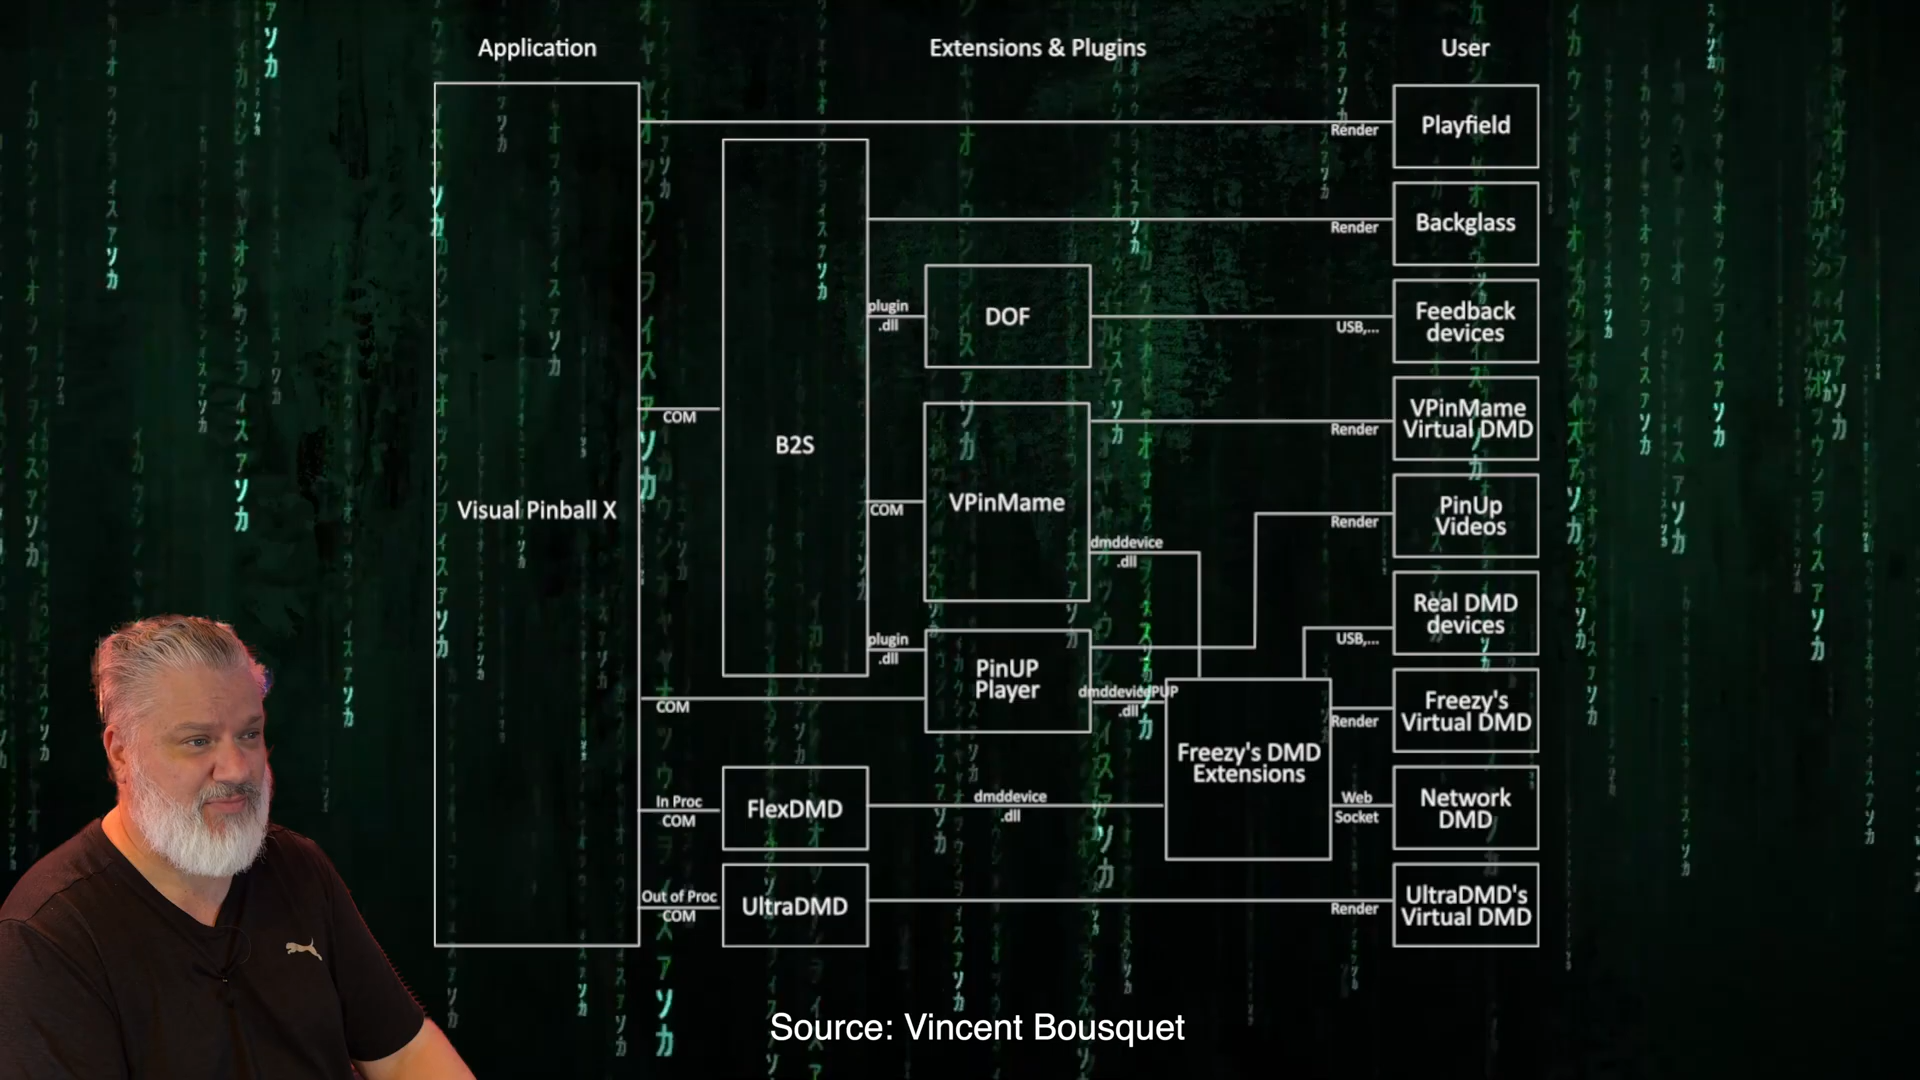 Application
Extensions & Plugins
User
Playfield
Render
Backglass
Render
plugin
.dll
DOF
USB,...
Feedback
devices
COM
B2S
VPinMame
Virtual DMD
Render
Visual Pinball X
COM
VPinMame
PinUp
Videos
Render
dmddevice
.dll
Real DMD
devices
USB,...
plugin
.dll
PinUP
Player
COM
dmddevicePUP
.dll
Freezy's
Virtual DMD
Render
Freezy's DMD
Extensions
In Proc
COM
FlexDMD
dmddevice
.dll
Web
Socket
Network
DMD
Out of Proc
COM
UltraDMD
Render
UltraDMD's
Virtual DMD
Source: Vincent Bousquet